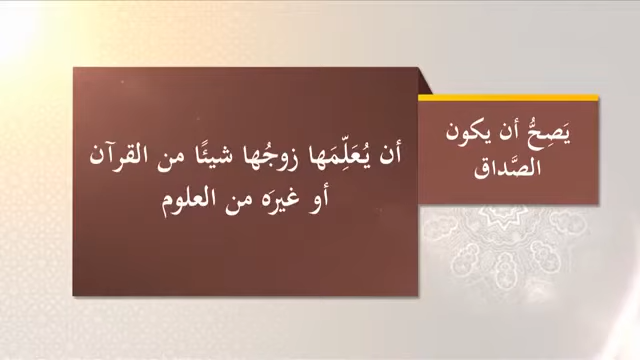 يَصِحُّ أن يكون
الصَّداق
أن يُعَلِّمَها زوجُها شيئًا من القرآن
أو غيرَه من العلوم